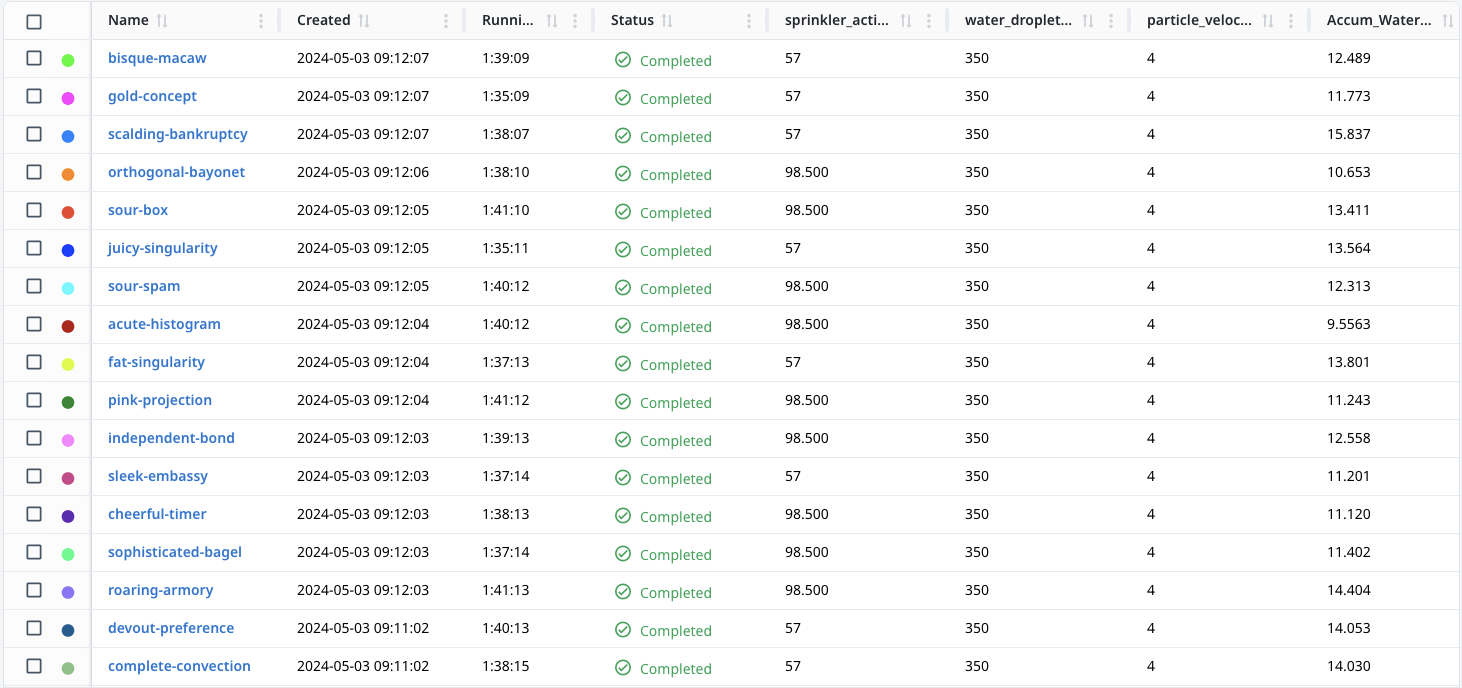 Name Created Runni... Status sprinkler_acti... water_droplet... particle_veloc... Accum_Water...
bisque-macaw 2024-05-03 09:12:07 1:39:09 Completed 57 350 4 12.489
gold-concept 2024-05-03 09:12:07 1:35:09 Completed 57 350 4 11.773
scalding-bankruptcy 2024-05-03 09:12:07 1:38:07 Completed 57 350 4 15.837
orthogonal-bayonet 2024-05-03 09:12:06 1:38:10 Completed 98.500 350 4 10.653
sour-box 2024-05-03 09:12:05 1:41:10 Completed 98.500 350 4 13.411
juicy-singularity 2024-05-03 09:12:05 1:35:11 Completed 57 350 4 13.564
sour-spam 2024-05-03 09:12:05 1:40:12 Completed 98.500 350 4 12.313
acute-histogram 2024-05-03 09:12:04 1:40:12 Completed 98.500 350 4 9.5563
fat-singularity 2024-05-03 09:12:04 1:37:13 Completed 57 350 4 13.801
pink-projection 2024-05-03 09:12:04 1:41:12 Completed 98.500 350 4 11.243
independent-bond 2024-05-03 09:12:03 1:39:13 Completed 98.500 350 4 12.558
sleek-embassy 2024-05-03 09:12:03 1:37:14 Completed 57 350 4 11.201
cheerful-timer 2024-05-03 09:12:03 1:38:13 Completed 98.500 350 4 11.120
sophisticated-bagel 2024-05-03 09:12:03 1:37:14 Completed 98.500 350 4 11.402
roaring-armory 2024-05-03 09:12:03 1:41:13 Completed 98.500 350 4 14.404
devout-preference 2024-05-03 09:11:02 1:40:13 Completed 57 350 4 14.053
complete-convection 2024-05-03 09:11:02 1:38:15 Completed 57 350 4 14.030